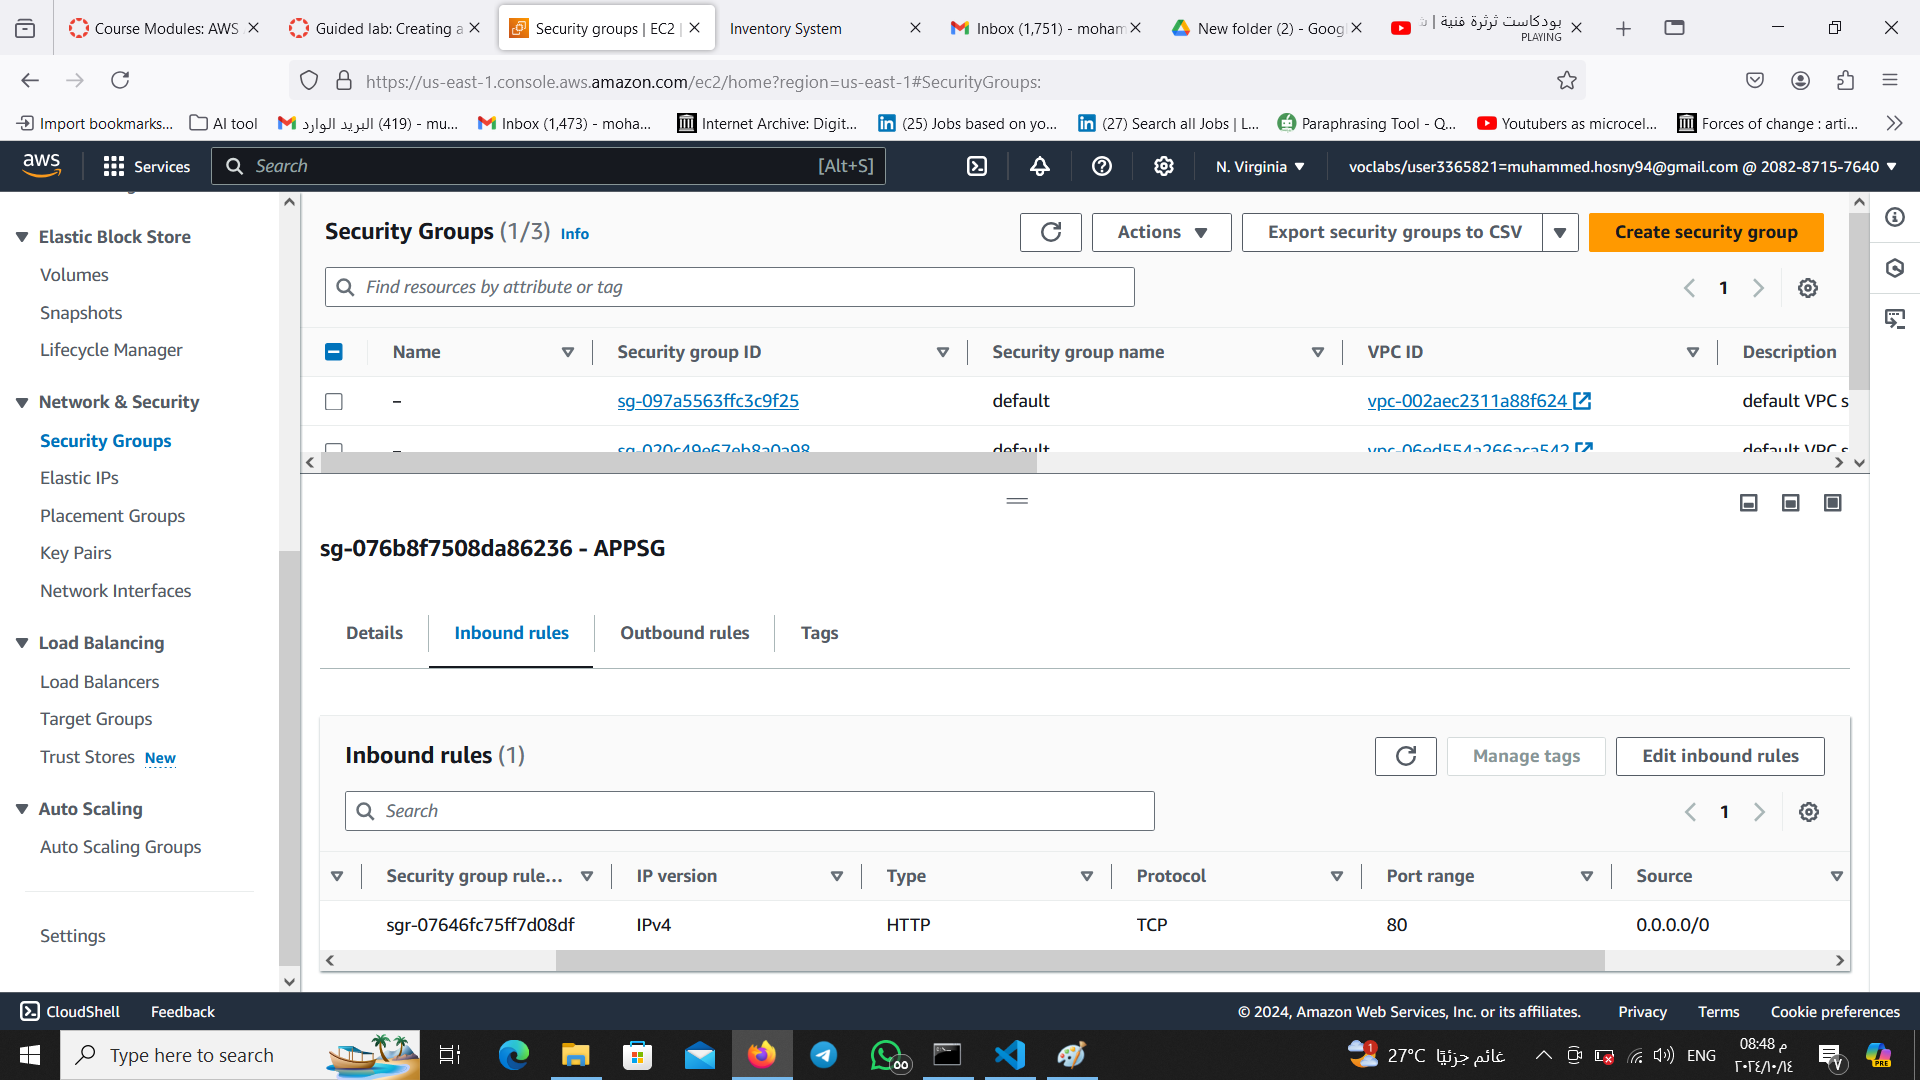 Course Modules: AWS
Guided lab: Creating a
Security groups | EC2 |
Inventory System
Inbox (1,751) - moham
New folder (2) - Googl
بودكاست ثرثرة فنية |
PLAYING
https://us-east-1.console.aws.amazon.com/ec2/home?region=us-east-1#SecurityGroups:
Import bookmarks...
AI tool
البريد الوارد (419) - mu...
Inbox (1,473) - moha...
Internet Archive: Digit...
(25) Jobs based on yo...
(27) Search all Jobs | L...
Paraphrasing Tool - Q...
Youtubers as microcel...
Forces of change : arti...
aws
Services
Search
[Alt+S]
N. Virginia
voclabs/user3365821=muhammed.hosny94@gmail.com @ 2082-8715-7640
Elastic Block Store
Volumes
Snapshots
Lifecycle Manager
Network & Security
Security Groups
Elastic IPs
Placement Groups
Key Pairs
Network Interfaces
Load Balancing
Load Balancers
Target Groups
Trust Stores New
Auto Scaling
Auto Scaling Groups
Settings
Security Groups (1/3) Info
Actions
Export security groups to CSV
Create security group
Find resources by attribute or tag
1
Name Security group ID Security group name VPC ID Description
– sg-097a5563ffc3c9f25 default vpc-002aec2311a88f624 default VPC s
– sg-020c49e67eb8a0a98 default vpc-06ed554a266aca542 default VPC s
sg-076b8f7508da86236 - APPSG
Details
Inbound rules
Outbound rules
Tags
Inbound rules (1)
Manage tags
Edit inbound rules
Search
1
Security group rule... IP version Type Protocol Port range Source
sgr-07646fc75ff7d08df IPv4 HTTP TCP 80 0.0.0.0/0
CloudShell
Feedback
© 2024, Amazon Web Services, Inc. or its affiliates.
Privacy
Terms
Cookie preferences
Type here to search
27°C غائم جزئيًا
ENG
08:48 م
٢٠٢٤/١٠/١٤